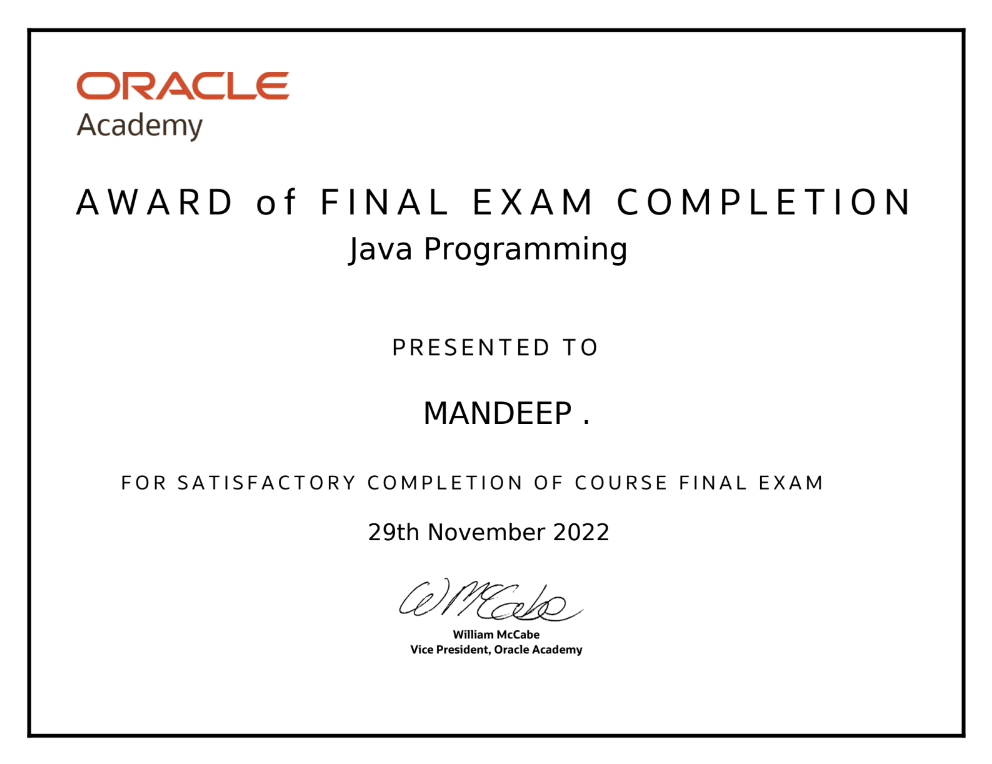 ORACLE
Academy
AWARD of FINAL EXAM COMPLETION
Java Programming
PRESENTED TO
MANDEEP .
FOR SATISFACTORY COMPLETION OF COURSE FINAL EXAM
29th November 2022
W McCabe
William McCabe
Vice President, Oracle Academy